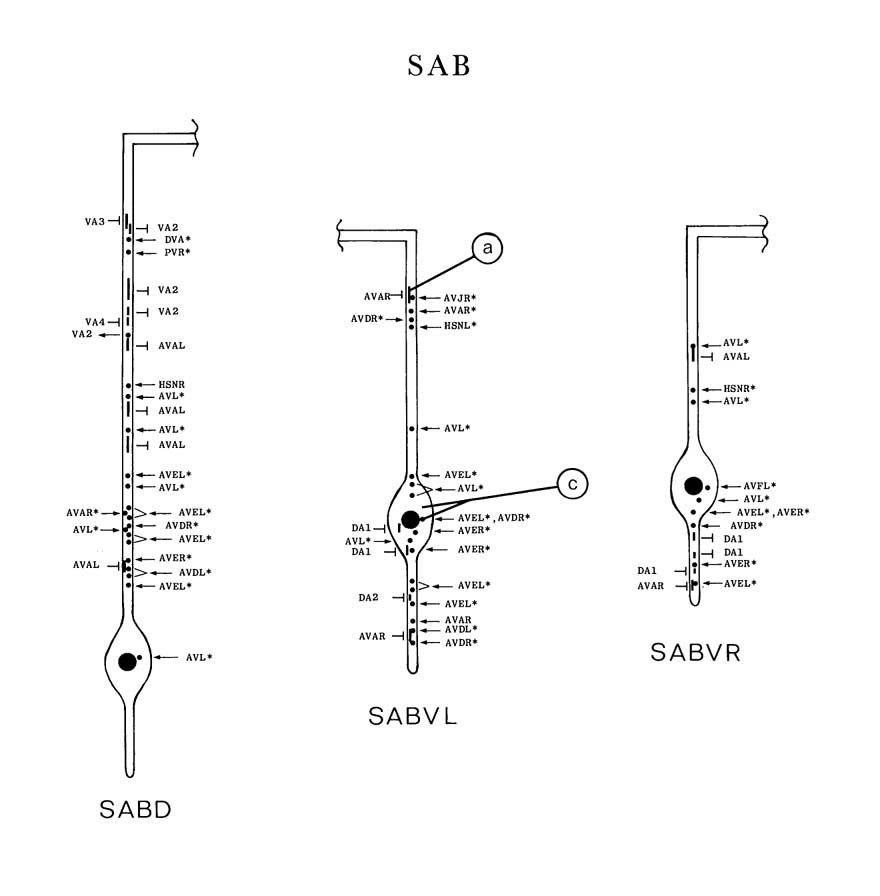 SAB
VA3
VA2
DVA*
PVR*
VA2
VA2
VA4
VA2
AVAL
HSNR
AVL*
AVAL
AVL*
AVAL
AVEL*
AVL*
AVAR*
AVEL*
AVDR*
AVL*
AVEL*
AVER*
AVAL
AVDL*
AVEL*
AVL*
SABD
a
AVAR
AVJR*
AVAR*
AVDR*
HSNL*
AVL*
AVEL*
AVL*
c
AVEL*,AVDR*
DA1
AVER*
AVL*
DA1
AVER*
AVEL*
DA2
AVEL*
AVAR
AVDL*
AVAR
AVDR*
SABVL
AVL*
AVAL
HSNR*
AVL*
AVFL*
AVL*
AVEL*,AVER*
AVDR*
DA1
DA1
AVER*
DA1
AVAR
AVEL*
SABVR